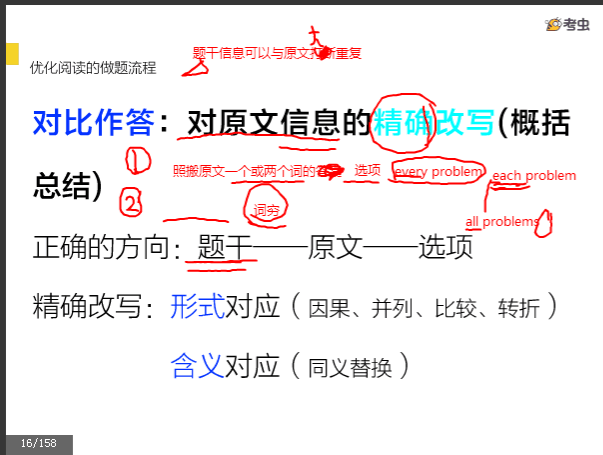 考虫
题干信息可以与原文打断重复
优化阅读的做题流程
对比作答：对原文信息的精确改写(概括
总结)
①
照搬原文一个或两个词的 选项
every problem
each problem
②
词穷
all problems
正确的方向：题干——原文——选项
精确改写：形式对应（因果、并列、比较、转折）
含义对应（同义替换）
16/158